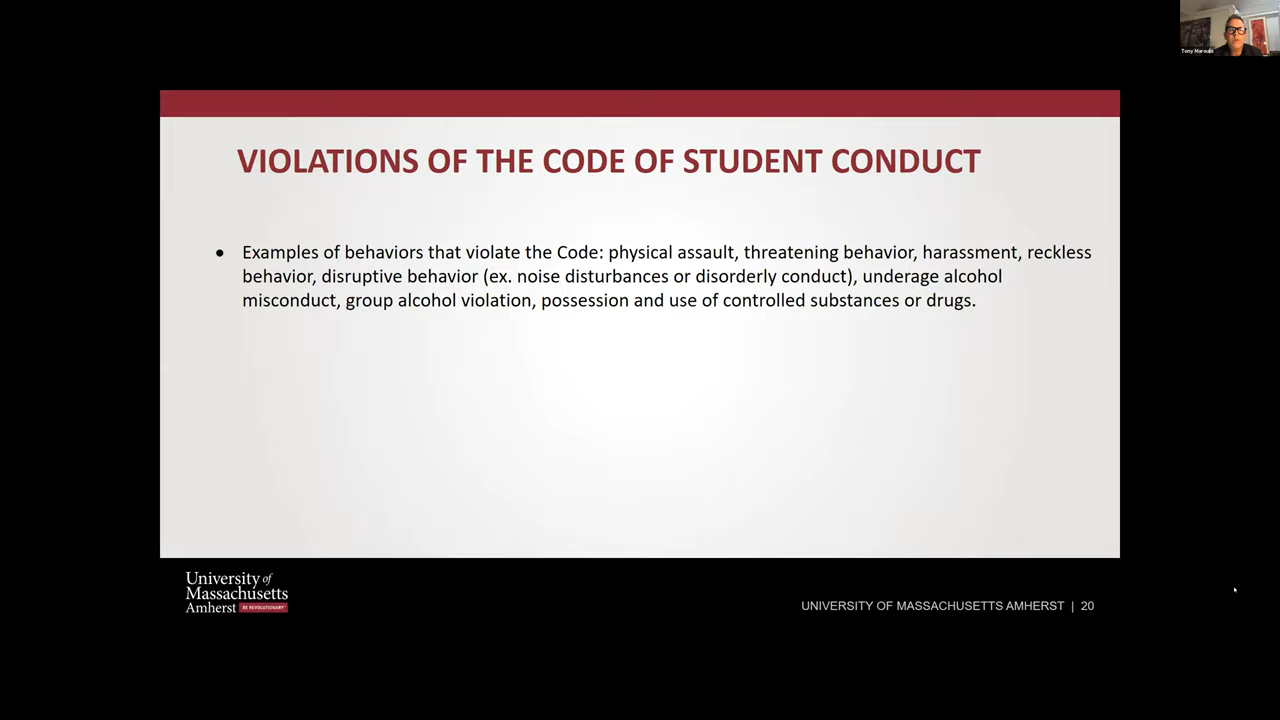 Tony Maroulis
VIOLATIONS OF THE CODE OF STUDENT CONDUCT
• Examples of behaviors that violate the Code: physical assault, threatening behavior, harassment, reckless
behavior, disruptive behavior (ex. noise disturbances or disorderly conduct), underage alcohol
misconduct, group alcohol violation, possession and use of controlled substances or drugs.
University of
Massachusetts
Amherst BE REVOLUTIONARY™
UNIVERSITY OF MASSACHUSETTS AMHERST | 20